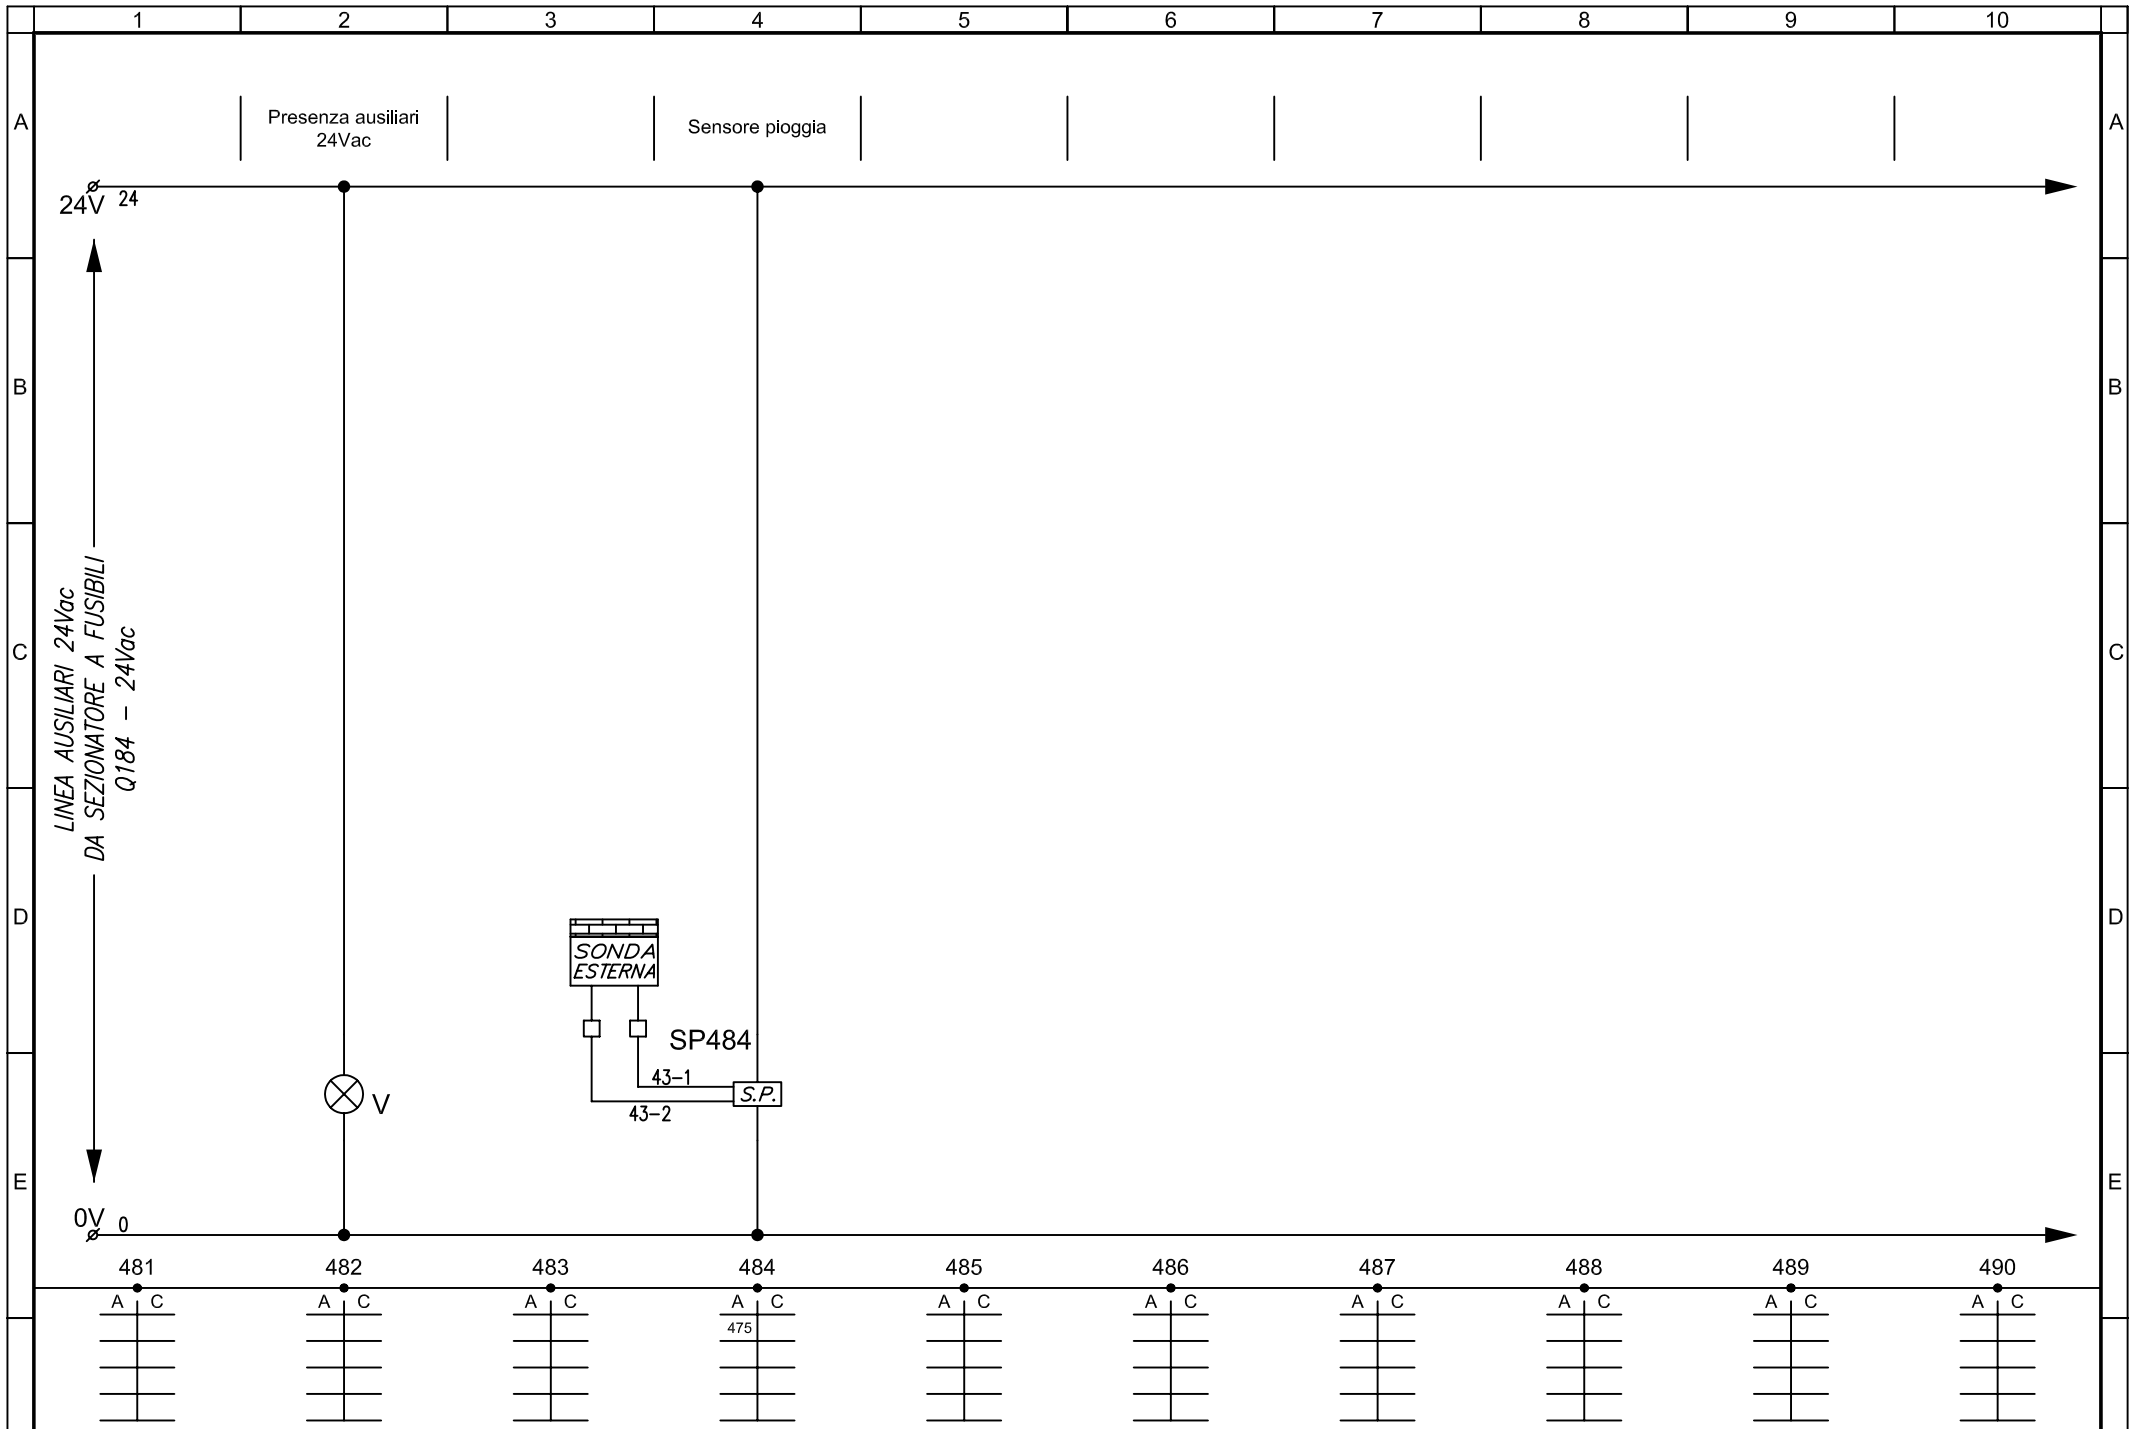 1 2 3 4 5 6 7 8 9 10
A Presenza ausiliari Sensore pioggia A
24Vac
24V 24
B B
LINEA AUSILIARI 24Vac
DA SEZIONATORE A FUSIBILI
Q184 - 24Vac
C C
D D
SONDA
ESTERNA
SP484
43-1
S.P.
43-2
V
E E
0V 0
481 482 483 484 485 486 487 488 489 490
A C A C A C A C A C A C A C A C A C A C
475